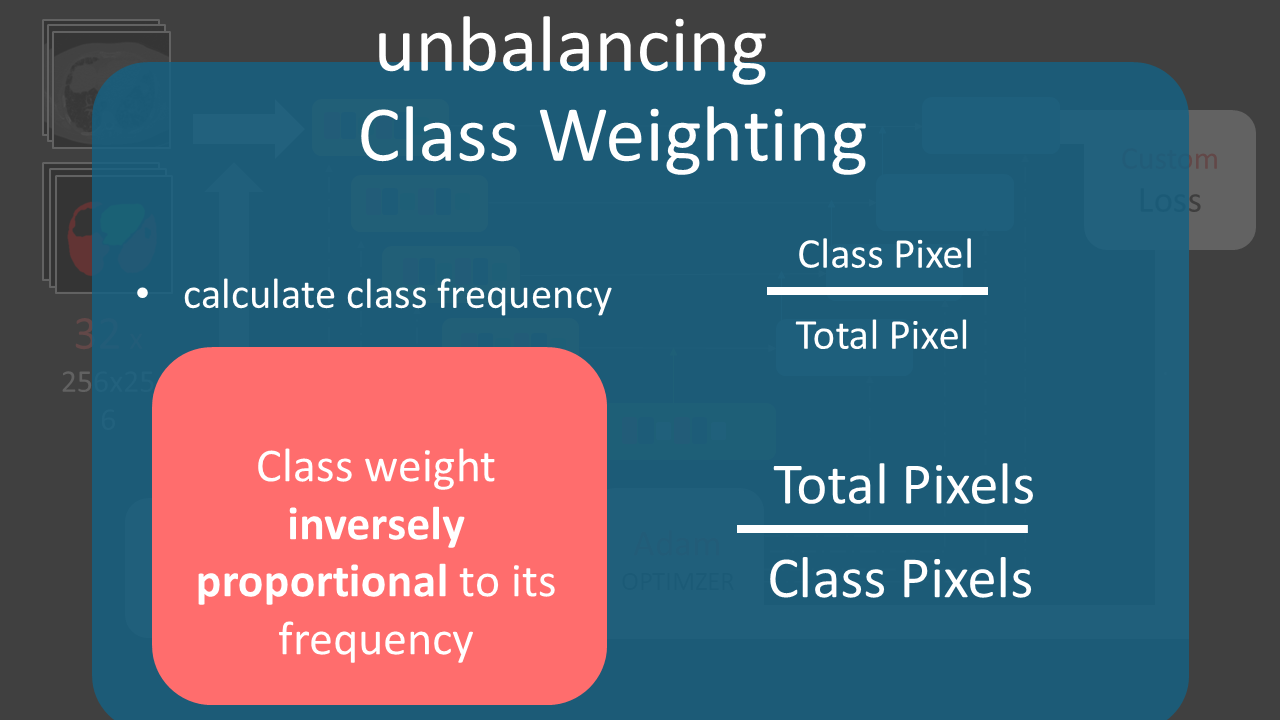 unbalancing
Class Weighting
Custom
Loss
Class Pixel
• calculate class frequency
Total Pixel
32 x
256x25
6
Class weight
inversely
proportional to its
frequency
Total Pixels
Class Pixels
OPTIMZER